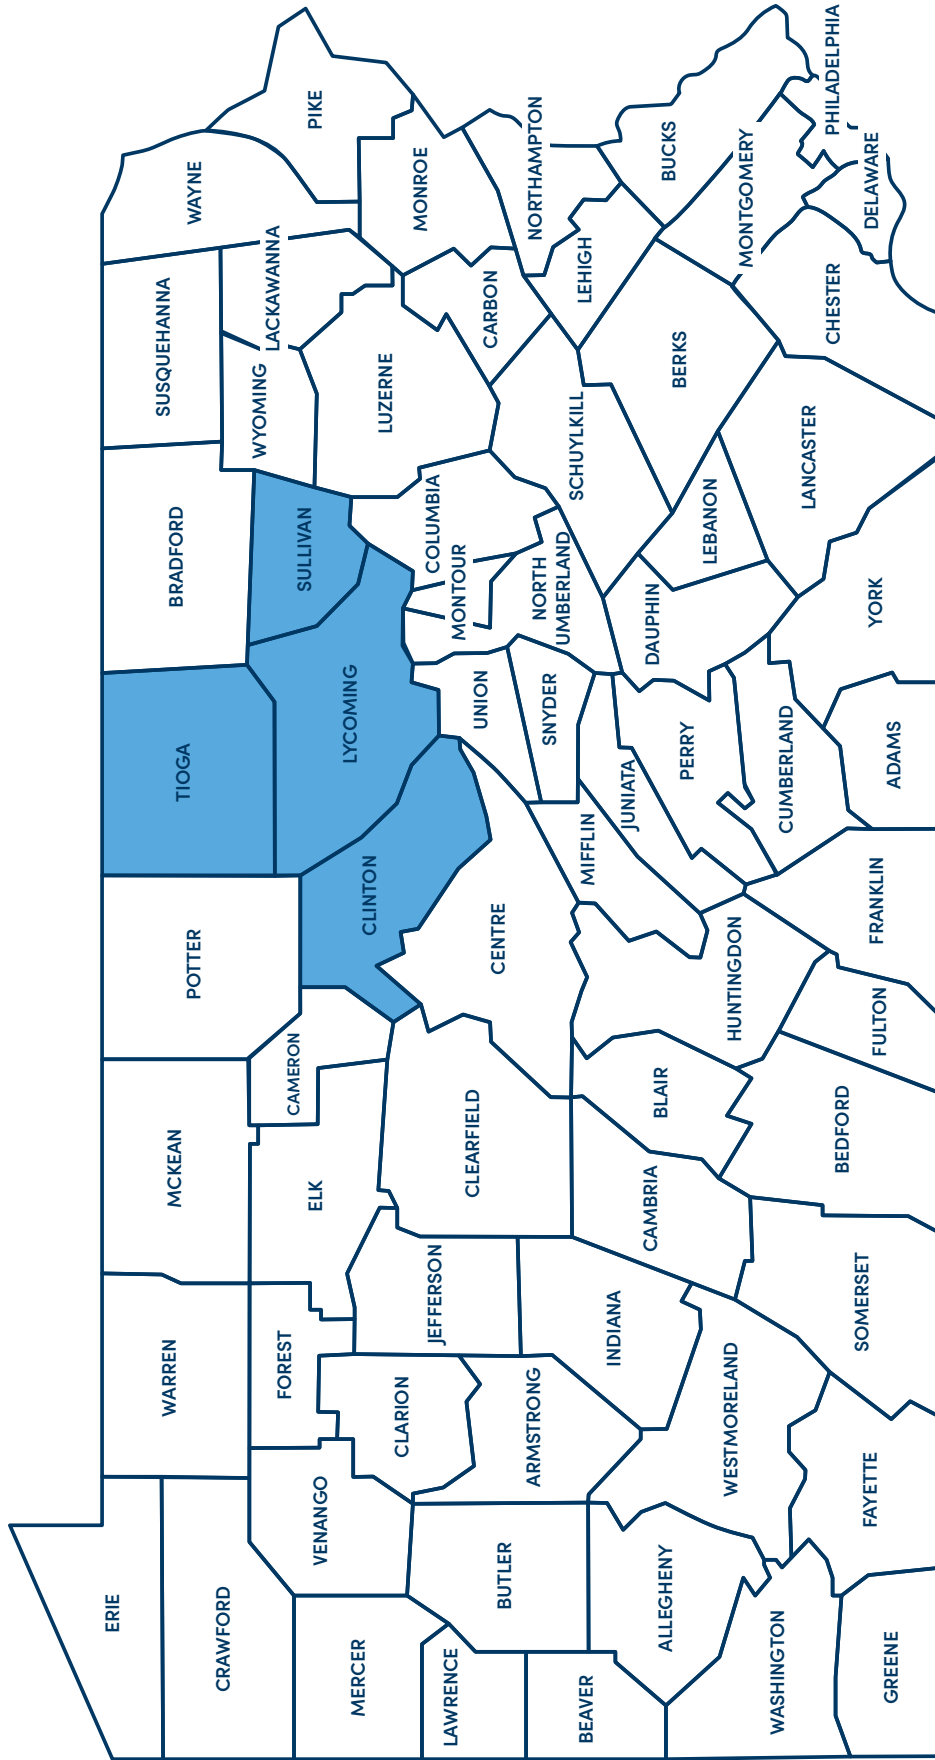 ERIE
CRAWFORD
WARREN
MCKEAN
POTTER
TIOGA
BRADFORD
SUSQUEHANNA
WAYNE
PIKE
MERCER
VENANGO
FOREST
ELK
CAMERON
CLINTON
LYCOMING
SULLIVAN
WYOMING
LACKAWANNA
LAWRENCE
BUTLER
CLARION
JEFFERSON
CLEARFIELD
CENTRE
UNION
MONTOUR
COLUMBIA
LUZERNE
MONROE
CARBON
BEAVER
ALLEGHENY
ARMSTRONG
INDIANA
CAMBRIA
BLAIR
HUNTINGDON
MIFFLIN
JUNIATA
SNYDER
NORTH
UMBERLAND
SCHUYLKILL
LEHIGH
NORTHAMPTON
PERRY
DAUPHIN
LEBANON
BERKS
MONTGOMERY
BUCKS
PHILADELPHIA
WASHINGTON
WESTMORELAND
GREENE
FAYETTE
SOMERSET
BEDFORD
FULTON
FRANKLIN
CUMBERLAND
ADAMS
YORK
LANCASTER
CHESTER
DELAWARE